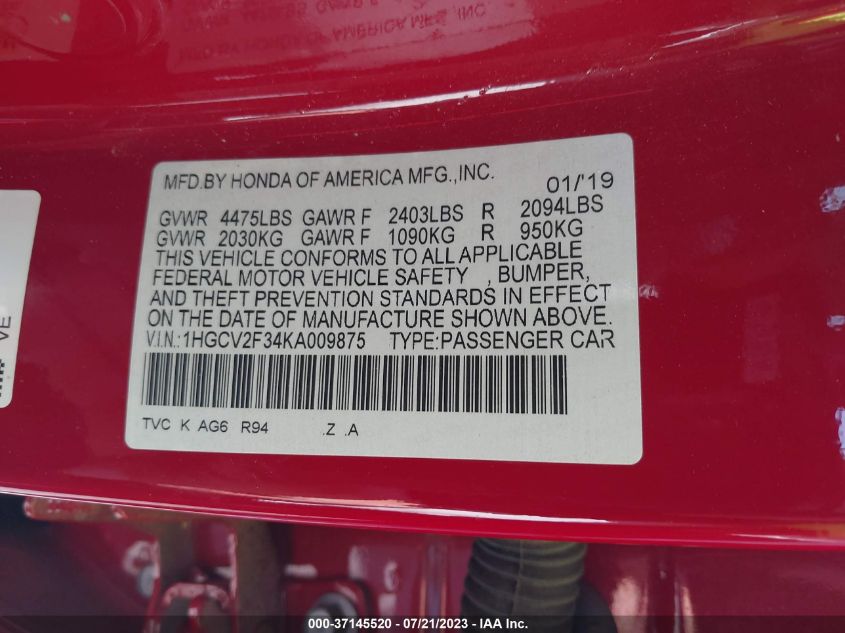 MFD.BY HONDA OF AMERICA MFG.,INC. 01/'19
GVWR 4475LBS GAWR F 2403LBS R 2094LBS
GVWR 2030KG GAWR F 1090KG R 950KG
THIS VEHICLE CONFORMS TO ALL APPLICABLE
FEDERAL MOTOR VEHICLE SAFETY , BUMPER,
AND THEFT PREVENTION STANDARDS IN EFFECT
ON THE DATE OF MANUFACTURE SHOWN ABOVE.
V.I.N.:1HGCV2F34KA009875 TYPE:PASSENGER CAR
TVC K AG6 R94 .Z .A
VE
000-37145520 - 07/21/2023 - IAA Inc.